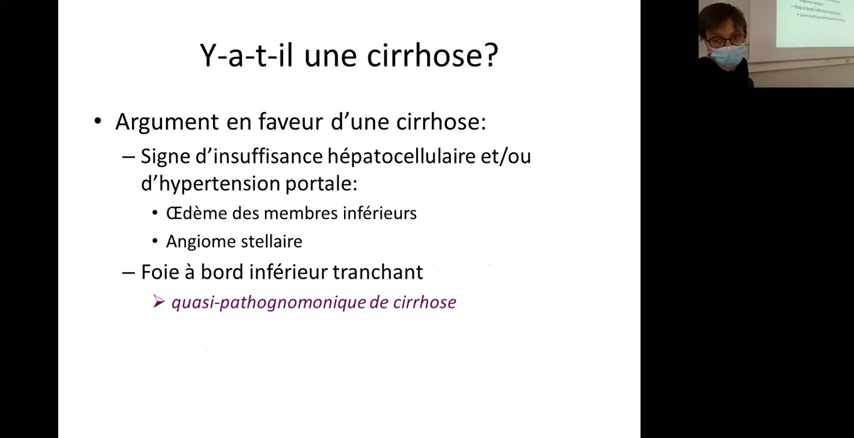 Y-a-t-il une cirrhose?
• Argument en faveur d’une cirrhose:
– Signe d’insuffisance hépatocellulaire et/ou
d’hypertension portale:
• Œdème des membres inférieurs
• Angiome stellaire
– Foie à bord inférieur tranchant
➢ quasi-pathognomonique de cirrhose